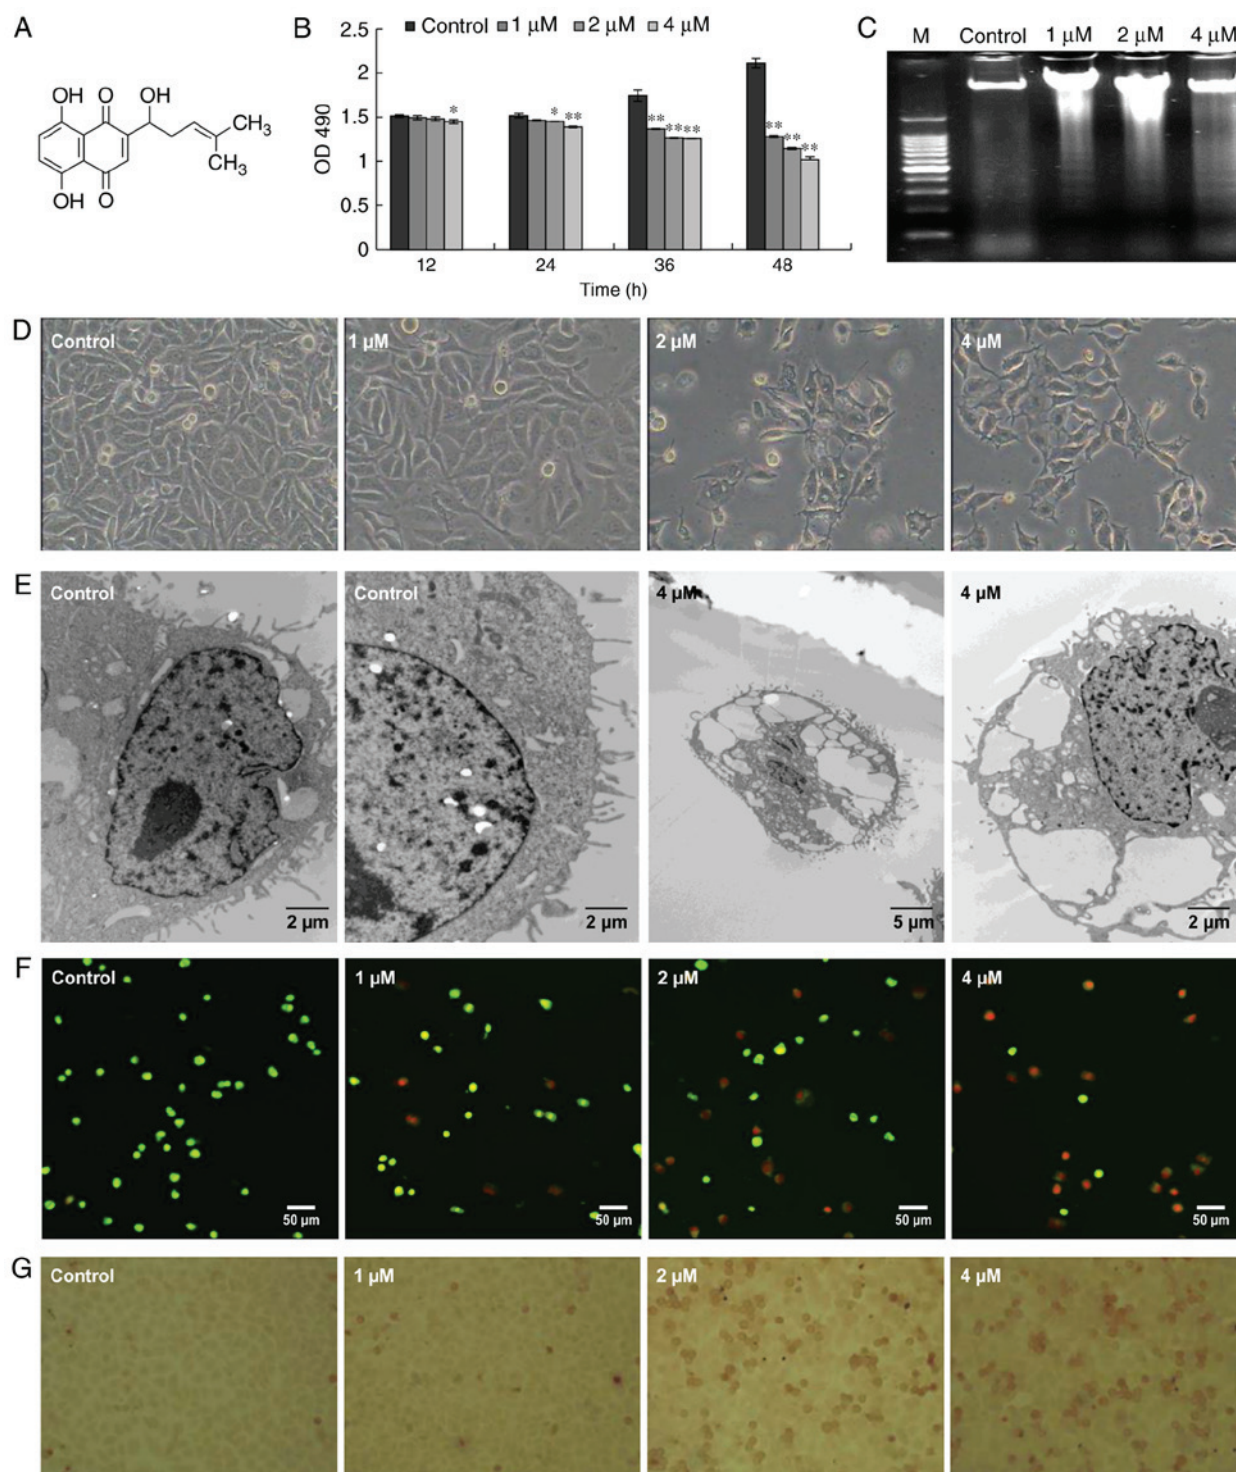 A
OH O OH
CH₃
CH₃
OH O
B
2.5
2
1.5
1
0.5
0
OD 490
Control 1 μM 2 μM 4 μM
*
* **
** ** **
** ** **
12 24 36 48
Time (h)
C
M Control 1 μM 2 μM 4 μM
D
Control 1 μM 2 μM 4 μM
E
Control Control 4 μM 4 μM
2 μm 2 μm 5 μm 2 μm
F
Control 1 μM 2 μM 4 μM
50 μm 50 μm 50 μm 50 μm
G
Control 1 μM 2 μM 4 μM